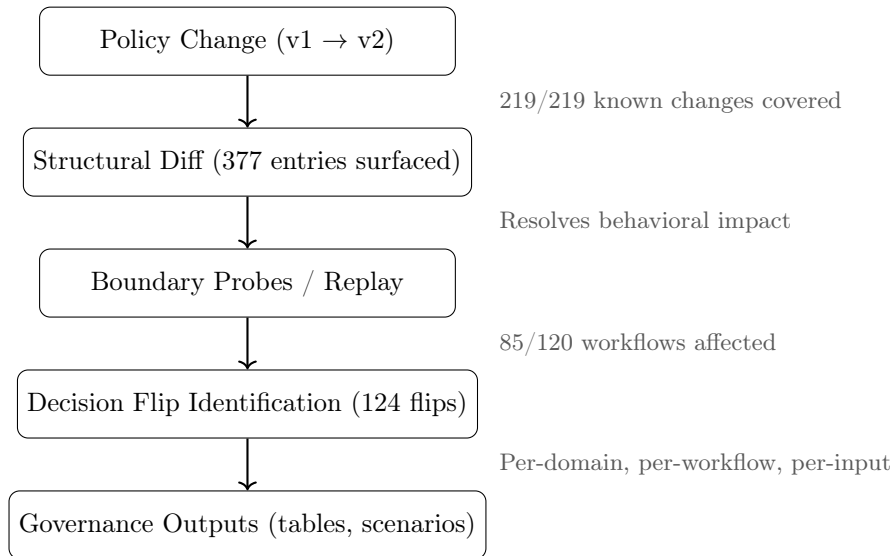 Policy Change (v1 → v2)
219/219 known changes covered
Structural Diff (377 entries surfaced)
Resolves behavioral impact
Boundary Probes / Replay
85/120 workflows affected
Decision Flip Identification (124 flips)
Per-domain, per-workflow, per-input
Governance Outputs (tables, scenarios)